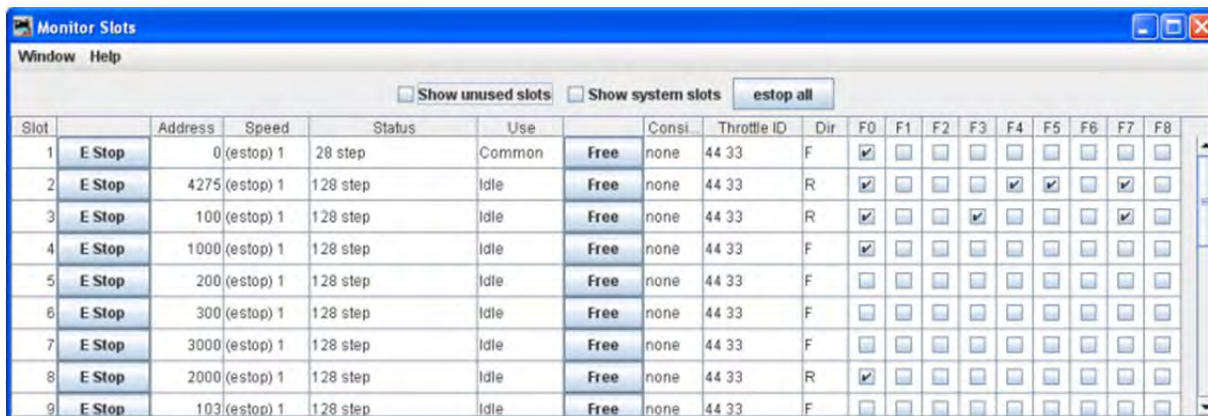 Monitor Slots
Window Help
Show unused slots Show system slots estop all
Slot Address Speed Status Use Consi... Throttle ID Dir F0 F1 F2 F3 F4 F5 F6 F7 F8
1 E Stop 0 (estop) 1 28 step Common Free none 44 33 F
2 E Stop 4275 (estop) 1 128 step Idle Free none 44 33 R
3 E Stop 100 (estop) 1 128 step Idle Free none 44 33 R
4 E Stop 1000 (estop) 1 128 step Idle Free none 44 33 F
5 E Stop 200 (estop) 1 128 step Idle Free none 44 33 F
6 E Stop 300 (estop) 1 128 step Idle Free none 44 33 F
7 E Stop 3000 (estop) 1 128 step Idle Free none 44 33 F
8 E Stop 2000 (estop) 1 128 step Idle Free none 44 33 R
9 E Stop 103 (estop) 1 128 step Idle Free none 44 33 F